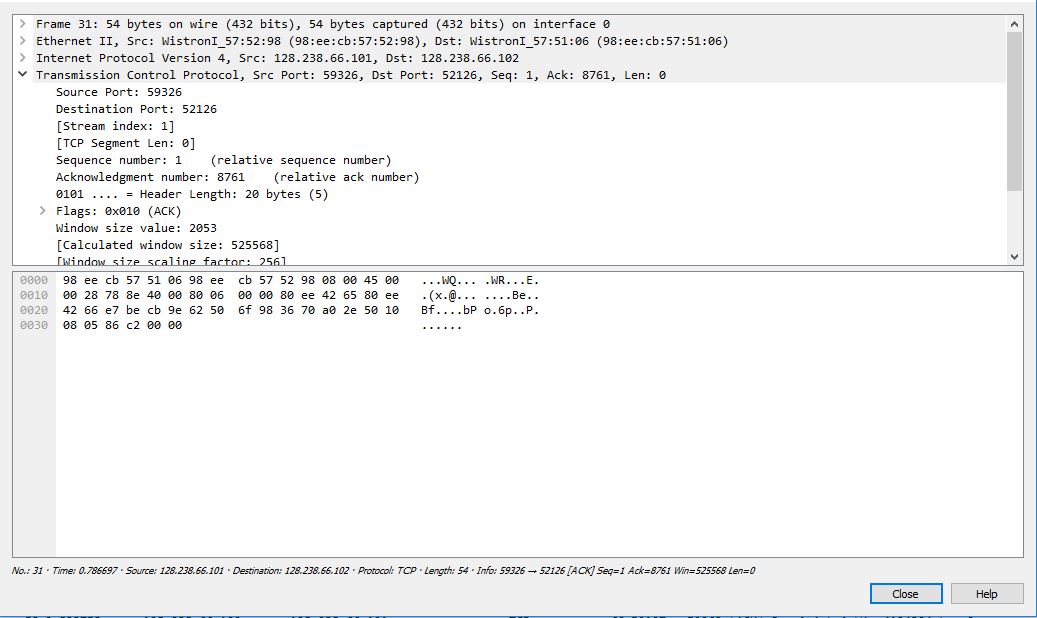 Frame 31: 54 bytes on wire (432 bits), 54 bytes captured (432 bits) on interface 0
Ethernet II, Src: WistronI_57:52:98 (98:ee:cb:57:52:98), Dst: WistronI_57:51:06 (98:ee:cb:57:51:06)
Internet Protocol Version 4, Src: 128.238.66.101, Dst: 128.238.66.102
Transmission Control Protocol, Src Port: 59326, Dst Port: 52126, Seq: 1, Ack: 8761, Len: 0
Source Port: 59326
Destination Port: 52126
[Stream index: 1]
[TCP Segment Len: 0]
Sequence number: 1    (relative sequence number)
Acknowledgment number: 8761    (relative ack number)
0101 .... = Header Length: 20 bytes (5)
Flags: 0x010 (ACK)
Window size value: 2053
[Calculated window size: 525568]
[Window size scaling factor: 256]
0000  98 ee cb 57 51 06 98 ee  cb 57 52 98 08 00 45 00   ...WQ... .WR...E.
0010  00 28 78 8e 40 00 80 06  00 00 80 ee 42 65 80 ee   .(x.@... ....Be..
0020  42 66 e7 be cb 9e 62 50  6f 98 36 70 a0 2e 50 10   Bf....bP o.6p..P.
0030  08 05 86 c2 00 00   ......
No.: 31 · Time: 0.786697 · Source: 128.238.66.101 · Destination: 128.238.66.102 · Protocol: TCP · Length: 54 · Info: 59326 → 52126 [ACK] Seq=1 Ack=8761 Win=525568 Len=0
Close Help